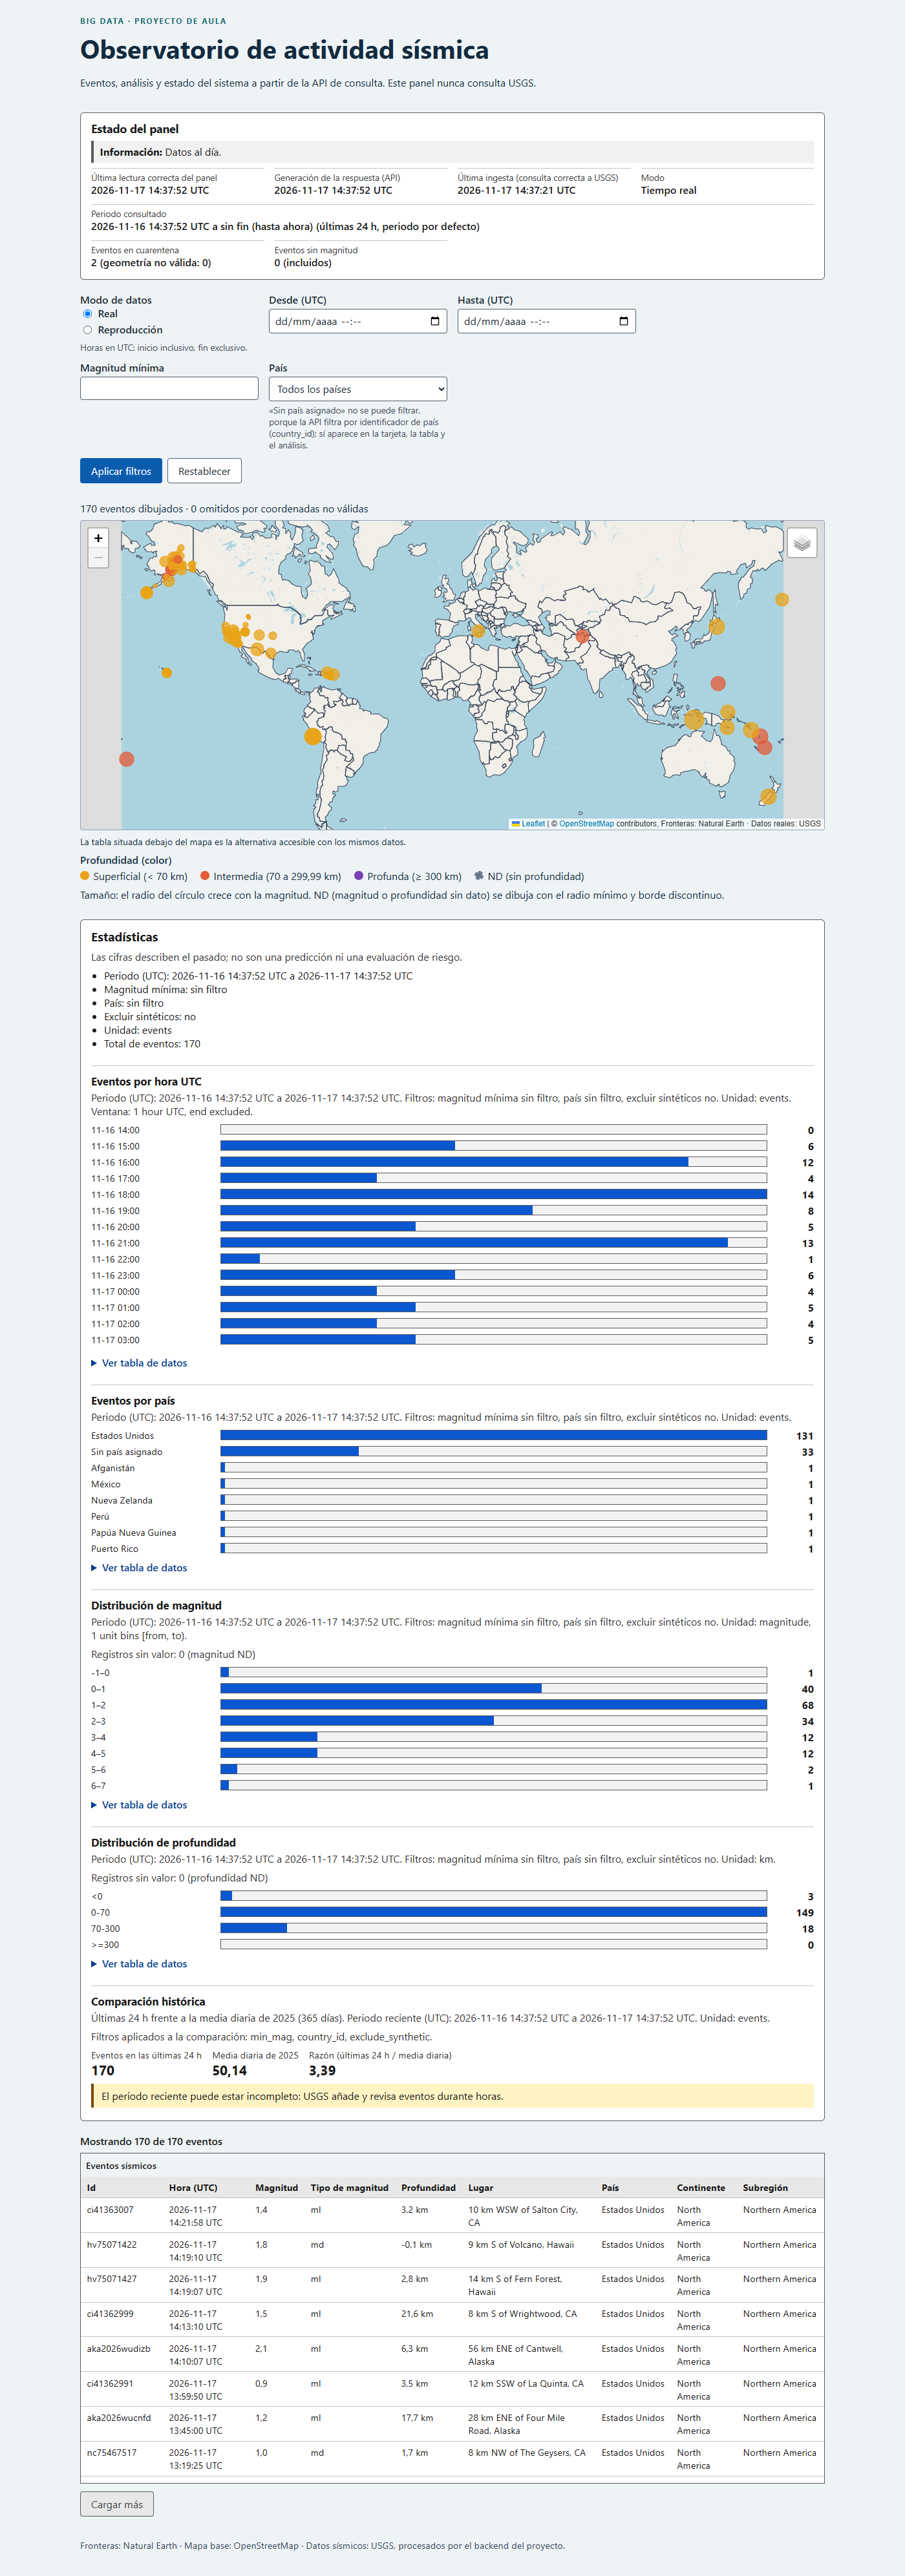 BIG DATA · PROYECTO DE AULA
Observatorio de actividad sísmica
Eventos, análisis y estado del sistema a partir de la API de consulta. Este panel nunca consulta USGS.
Estado del panel
Información: Datos al día.
Última lectura correcta del panel
2026-11-17 14:37:52 UTC
Generación de la respuesta (API)
2026-11-17 14:37:52 UTC
Última ingesta (consulta correcta a USGS)
2026-11-17 14:37:21 UTC
Modo
Tiempo real
Periodo consultado
2026-11-16 14:37:52 UTC a sin fin (hasta ahora) (últimas 24 h, periodo por defecto)
Eventos en cuarentena
2 (geometría no válida: 0)
Eventos sin magnitud
0 (incluidos)
Modo de datos
Real
Reproducción
Horas en UTC: inicio inclusivo, fin exclusivo.
Desde (UTC)
dd/mm/aaaa --:--
Hasta (UTC)
dd/mm/aaaa --:--
Magnitud mínima
País
Todos los países
«Sin país asignado» no se puede filtrar,
porque la API filtra por identificador de país
(country_id); sí aparece en la tarjeta, la tabla y
el análisis.
Aplicar filtros
Restablecer
170 eventos dibujados · 0 omitidos por coordenadas no válidas
+
−
Leaflet | © OpenStreetMap contributors, Fronteras: Natural Earth · Datos reales: USGS
La tabla situada debajo del mapa es la alternativa accesible con los mismos datos.
Profundidad (color)
Superficial (< 70 km) Intermedia (70 a 299,99 km) Profunda (≥ 300 km) ND (sin profundidad)
Tamaño: el radio del círculo crece con la magnitud. ND (magnitud o profundidad sin dato) se dibuja con el radio mínimo y borde discontinuo.
Estadísticas
Las cifras describen el pasado; no son una predicción ni una evaluación de riesgo.
• Periodo (UTC): 2026-11-16 14:37:52 UTC a 2026-11-17 14:37:52 UTC
• Magnitud mínima: sin filtro
• País: sin filtro
• Excluir sintéticos: no
• Unidad: events
• Total de eventos: 170
Eventos por hora UTC
Periodo (UTC): 2026-11-16 14:37:52 UTC a 2026-11-17 14:37:52 UTC. Filtros: magnitud mínima sin filtro, país sin filtro, excluir sintéticos no. Unidad: events.
Ventana: 1 hour UTC, end excluded.
11-16 14:00 0
11-16 15:00 6
11-16 16:00 12
11-16 17:00 4
11-16 18:00 14
11-16 19:00 8
11-16 20:00 5
11-16 21:00 13
11-16 22:00 1
11-16 23:00 6
11-17 00:00 4
11-17 01:00 5
11-17 02:00 4
11-17 03:00 5
Ver tabla de datos
Eventos por país
Periodo (UTC): 2026-11-16 14:37:52 UTC a 2026-11-17 14:37:52 UTC. Filtros: magnitud mínima sin filtro, país sin filtro, excluir sintéticos no. Unidad: events.
Estados Unidos 131
Sin país asignado 33
Afganistán 1
México 1
Nueva Zelanda 1
Perú 1
Papúa Nueva Guinea 1
Puerto Rico 1
Ver tabla de datos
Distribución de magnitud
Periodo (UTC): 2026-11-16 14:37:52 UTC a 2026-11-17 14:37:52 UTC. Filtros: magnitud mínima sin filtro, país sin filtro, excluir sintéticos no. Unidad: magnitude,
1 unit bins [from, to).
Registros sin valor: 0 (magnitud ND)
-1–0 1
0–1 40
1–2 68
2–3 34
3–4 12
4–5 12
5–6 2
6–7 1
Ver tabla de datos
Distribución de profundidad
Periodo (UTC): 2026-11-16 14:37:52 UTC a 2026-11-17 14:37:52 UTC. Filtros: magnitud mínima sin filtro, país sin filtro, excluir sintéticos no. Unidad: km.
Registros sin valor: 0 (profundidad ND)
<0 3
0-70 149
70-300 18
>=300 0
Ver tabla de datos
Comparación histórica
Últimas 24 h frente a la media diaria de 2025 (365 días). Periodo reciente (UTC): 2026-11-16 14:37:52 UTC a 2026-11-17 14:37:52 UTC. Unidad: events.
Filtros aplicados a la comparación: min_mag, country_id, exclude_synthetic.
Eventos en las últimas 24 h Media diaria de 2025 Razón (últimas 24 h / media diaria)
170 50,14 3,39
El periodo reciente puede estar incompleto: USGS añade y revisa eventos durante horas.
Mostrando 170 de 170 eventos
Eventos sísmicos
Id Hora (UTC) Magnitud Tipo de magnitud Profundidad Lugar País Continente Subregión
ci41363007 2026-11-17 14:21:58 UTC 1,4 ml 3,2 km 10 km WSW of Salton City, CA Estados Unidos North America Northern America
hv75071422 2026-11-17 14:19:10 UTC 1,8 md -0,1 km 9 km S of Volcano, Hawaii Estados Unidos North America Northern America
hv75071427 2026-11-17 14:19:07 UTC 1,9 ml 2,8 km 14 km S of Fern Forest, Hawaii Estados Unidos North America Northern America
ci41362999 2026-11-17 14:13:10 UTC 1,5 ml 21,6 km 8 km S of Wrightwood, CA Estados Unidos North America Northern America
aka2026wudizb 2026-11-17 14:10:07 UTC 2,1 ml 6,3 km 56 km ENE of Cantwell, Alaska Estados Unidos North America Northern America
ci41362991 2026-11-17 13:59:50 UTC 0,9 ml 3,5 km 12 km SSW of La Quinta, CA Estados Unidos North America Northern America
aka2026wucnfd 2026-11-17 13:45:00 UTC 1,2 ml 17,7 km 28 km ENE of Four Mile Road, Alaska Estados Unidos North America Northern America
nc75467517 2026-11-17 13:19:25 UTC 1,0 md 1,7 km 8 km NW of The Geysers, CA Estados Unidos North America Northern America
Cargar más
Fronteras: Natural Earth · Mapa base: OpenStreetMap · Datos sísmicos: USGS, procesados por el backend del proyecto.